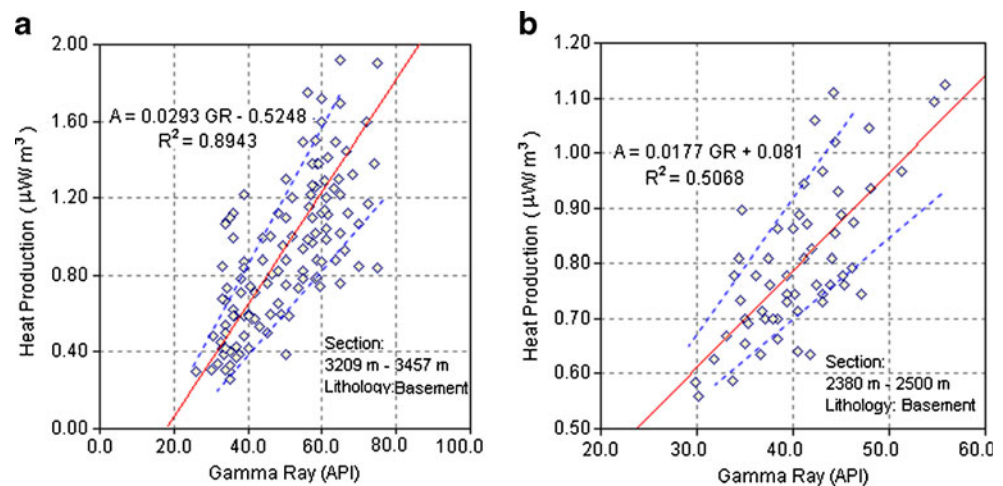 a
2.00
1.60
1.20
0.80
0.40
0.00
Heat Production ( μW/ m³ )
A = 0.0293 GR - 0.5248
R² = 0.8943
Section:
3209 m - 3457 m
Lithology: Basement
0.0 20.0 40.0 60.0 80.0 100.0
Gamma Ray (API)
b
1.20
1.10
1.00
0.90
0.80
0.70
0.60
0.50
Heat Production ( μW/ m³ )
A = 0.0177 GR + 0.081
R² = 0.5068
Section:
2380 m - 2500 m
Lithology: Basement
20.0 30.0 40.0 50.0 60.0
Gamma Ray (API)